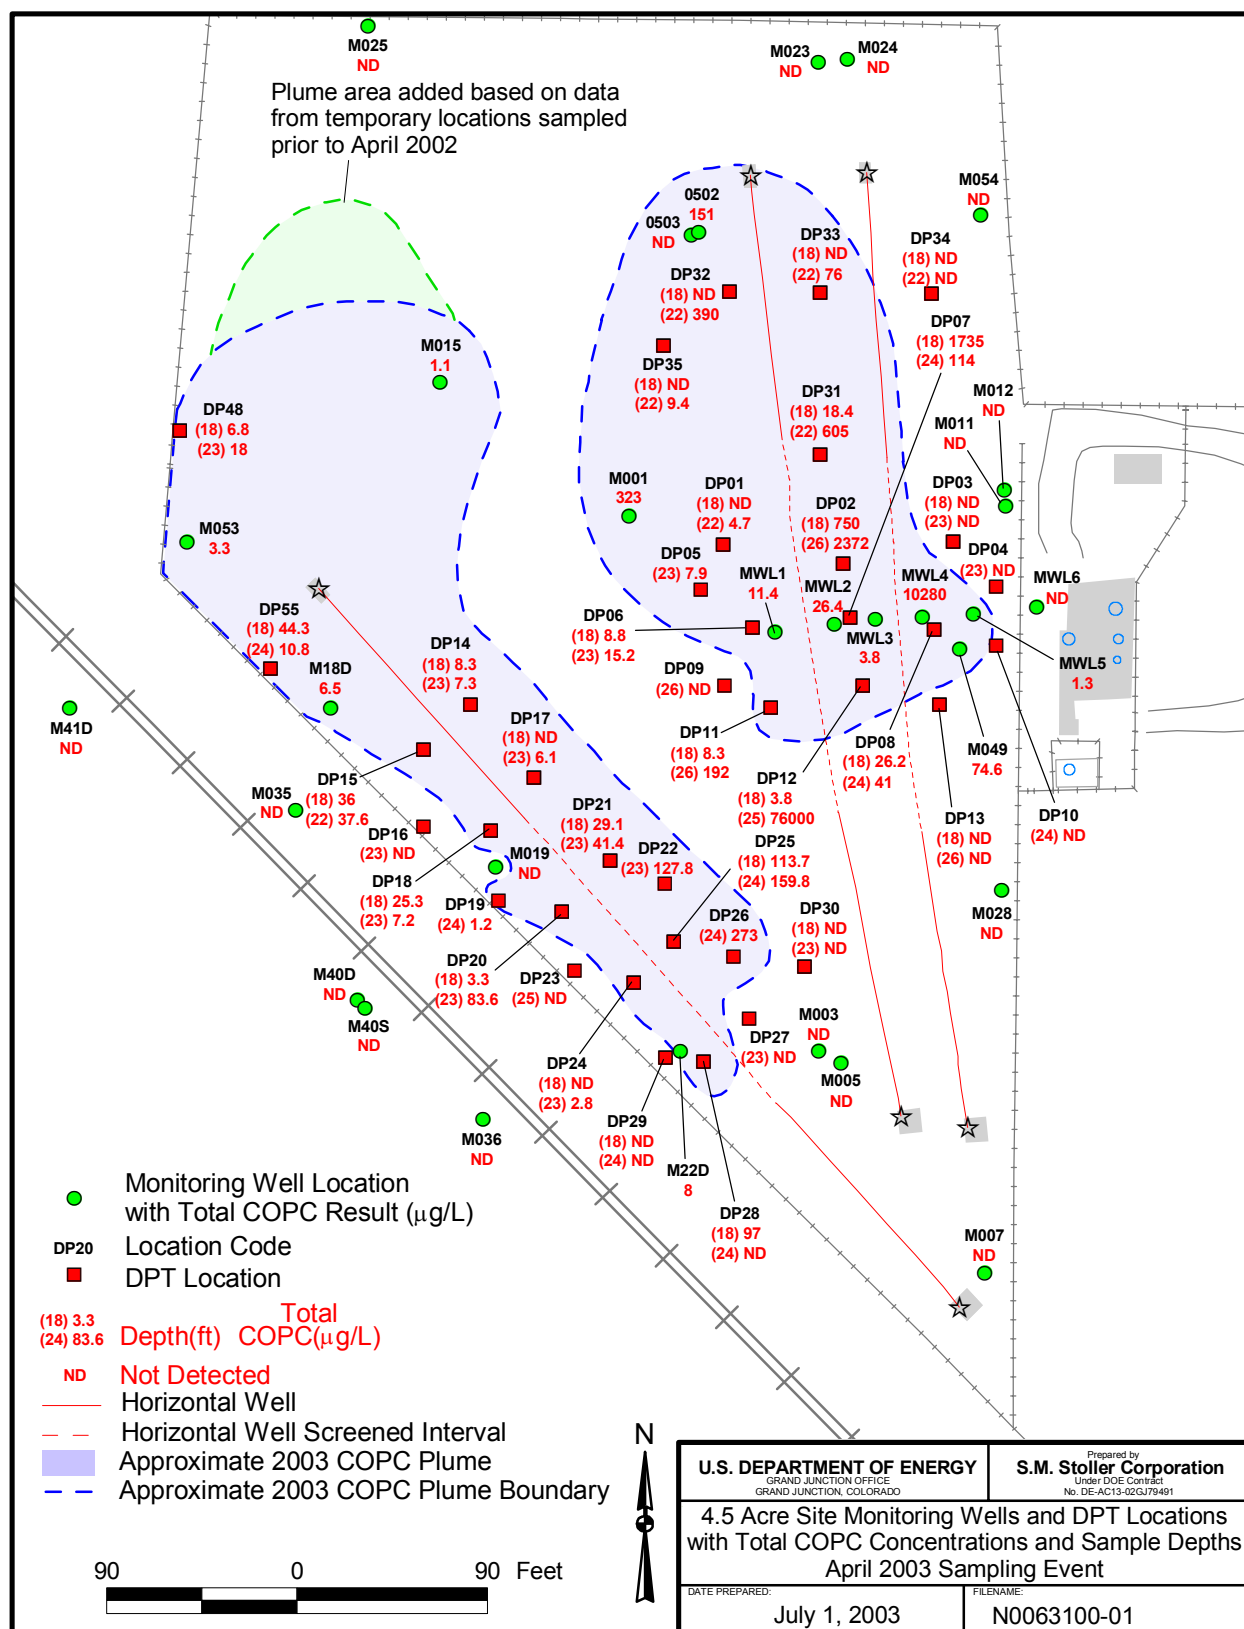 M025
ND
M023
ND
M024
ND
Plume area added based on data
from temporary locations sampled
prior to April 2002
M054
ND
0502
151
0503
ND
DP33
(18) ND
(22) 76
DP34
(18) ND
(22) ND
DP32
(18) ND
(22) 390
DP07
(18) 1735
(24) 114
M015
1.1
DP35
(18) ND
(22) 9.4
DP31
(18) 18.4
(22) 605
M012
ND
M011
ND
DP48
(18) 6.8
(23) 18
M001
323
DP01
(18) ND
(22) 4.7
DP02
(18) 750
(26) 2372
DP03
(18) ND
(23) ND
M053
3.3
DP05
(23) 7.9
DP04
(23) ND
MWL1
11.4
MWL2
26.4
MWL4
10280
MWL6
ND
DP55
(18) 44.3
(24) 10.8
DP06
(18) 8.8
(23) 15.2
MWL3
3.8
DP14
(18) 8.3
(23) 7.3
M18D
6.5
DP09
(26) ND
MWL5
1.3
M41D
ND
DP17
(18) ND
(23) 6.1
DP11
(18) 8.3
(26) 192
DP08
(18) 26.2
(24) 41
M049
74.6
DP15
(18) 36
(22) 37.6
DP12
(18) 3.8
(25) 76000
M035
ND
DP16
(23) ND
DP21
(18) 29.1
(23) 41.4
DP13
(18) ND
(26) ND
DP10
(24) ND
DP22
(23) 127.8
DP25
(18) 113.7
(24) 159.8
M019
ND
DP18
(18) 25.3
(23) 7.2
DP19
(24) 1.2
DP26
(24) 273
DP30
(18) ND
(23) ND
M028
ND
DP20
(18) 3.3
(23) 83.6
DP23
(25) ND
M40D
ND
M40S
ND
DP27
(23) ND
M003
ND
M005
ND
DP24
(18) ND
(23) 2.8
DP29
(18) ND
(24) ND
M036
ND
M22D
8
DP28
(18) 97
(24) ND
M007
ND
Monitoring Well Location
with Total COPC Result (μg/L)
DP20 Location Code
DPT Location
(18) 3.3
(24) 83.6
Total
Depth(ft) COPC(μg/L)
ND Not Detected
Horizontal Well
Horizontal Well Screened Interval
Approximate 2003 COPC Plume
Approximate 2003 COPC Plume Boundary
90 0 90 Feet
N
U.S. DEPARTMENT OF ENERGY
GRAND JUNCTION OFFICE
GRAND JUNCTION, COLORADO
Prepared by
S.M. Stoller Corporation
Under DOE Contract
No. DE-AC13-02GJ79491
4.5 Acre Site Monitoring Wells and DPT Locations
with Total COPC Concentrations and Sample Depths
April 2003 Sampling Event
DATE PREPARED:
July 1, 2003
FILENAME:
N0063100-01